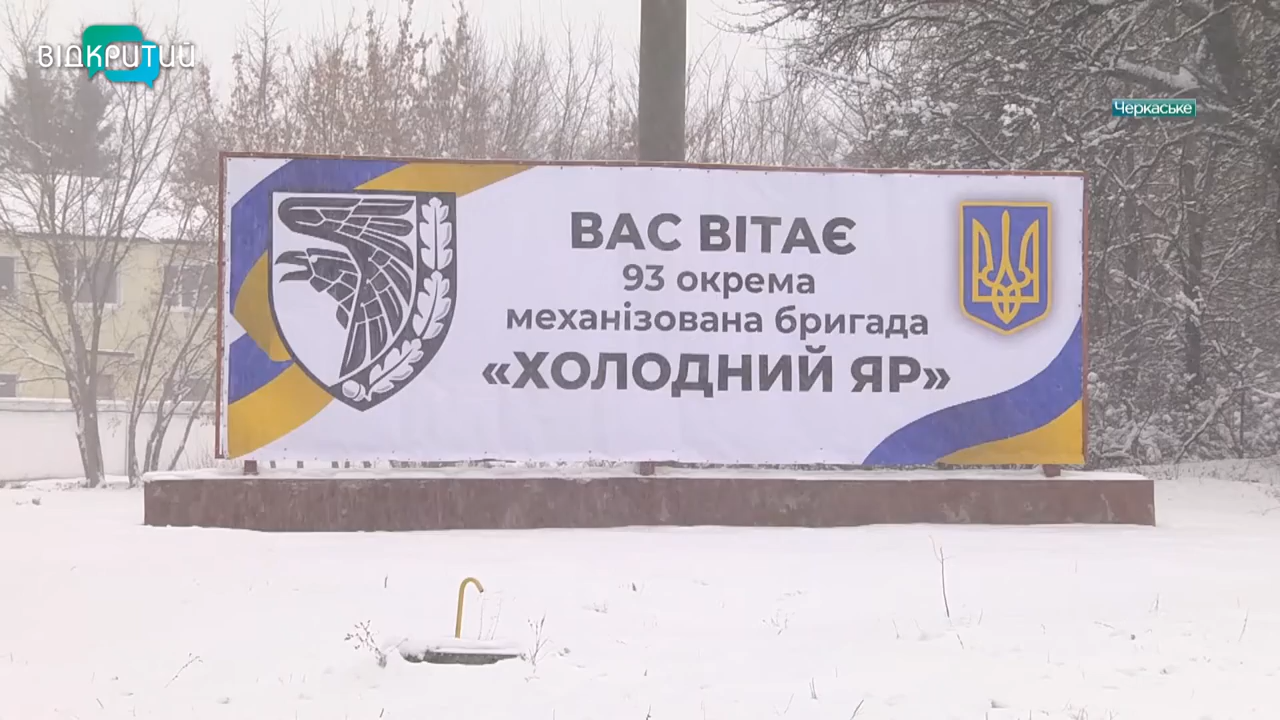 ВІДКРИТИЙ
Черкаське
ВАС ВІТАЄ
93 окрема
механізована бригада
«ХОЛОДНИЙ ЯР»